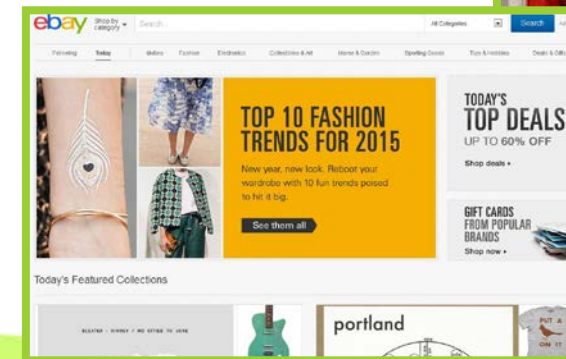 ebay
Shop by
category
Search...
All Categories
Search
Following
Today
Motors
Fashion
Electronics
Collectibles & Art
Home & Garden
Sporting Goods
Toys & Hobbies
Deals &
TOP 10 FASHION
TRENDS FOR 2015
New year, new look. Reboot your
wardrobe with 10 fun trends poised
to hit it big.
See them all
TODAY'S
TOP DEALS
UP TO 60% OFF
Shop deals
GIFT CARDS
FROM POPULAR
BRANDS
Shop now
Today's Featured Collections
portland
PUT A
ON IT